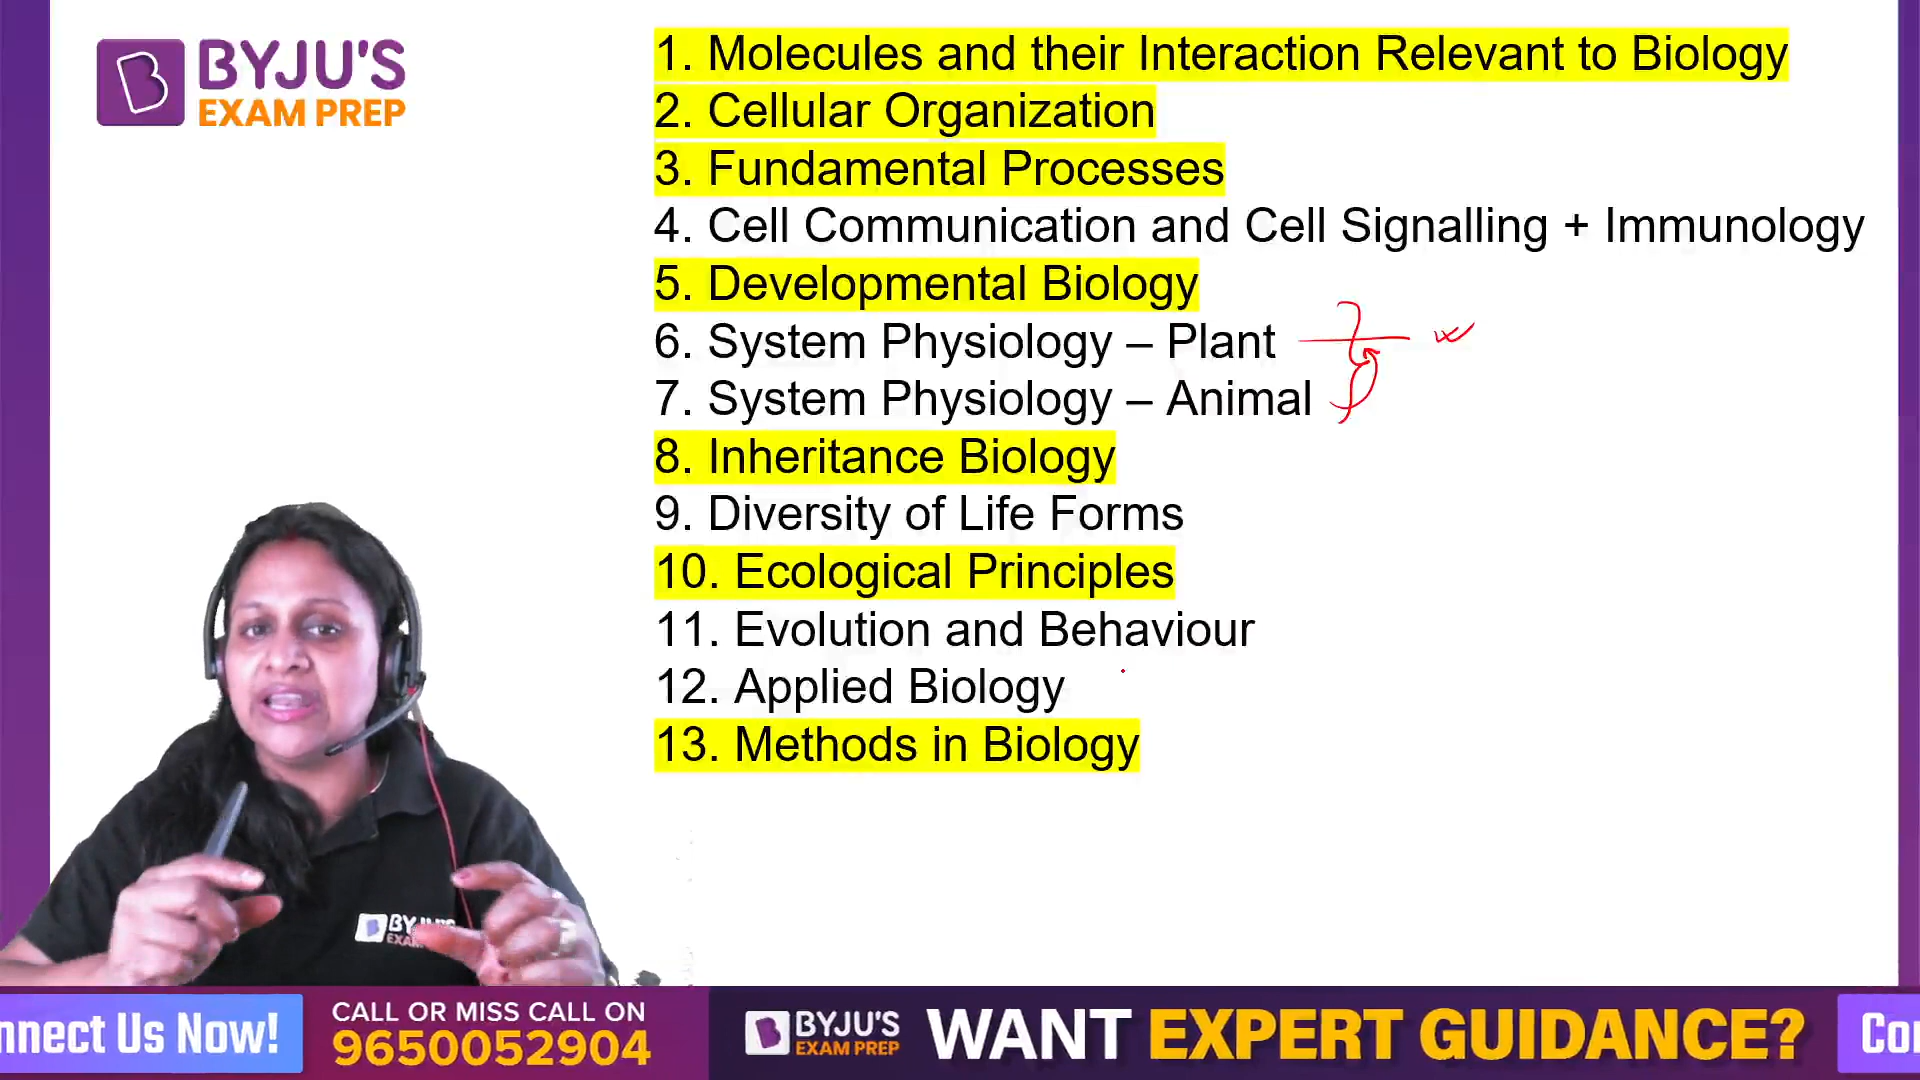 BYJU'S
EXAM PREP
1. Molecules and their Interaction Relevant to Biology
2. Cellular Organization
3. Fundamental Processes
4. Cell Communication and Cell Signalling + Immunology
5. Developmental Biology
6. System Physiology – Plant
7. System Physiology – Animal
8. Inheritance Biology
9. Diversity of Life Forms
10. Ecological Principles
11. Evolution and Behaviour
12. Applied Biology
13. Methods in Biology
nnect Us Now!
CALL OR MISS CALL ON
9650052904
BYJU'S
EXAM PREP
WANT EXPERT GUIDANCE?
Co